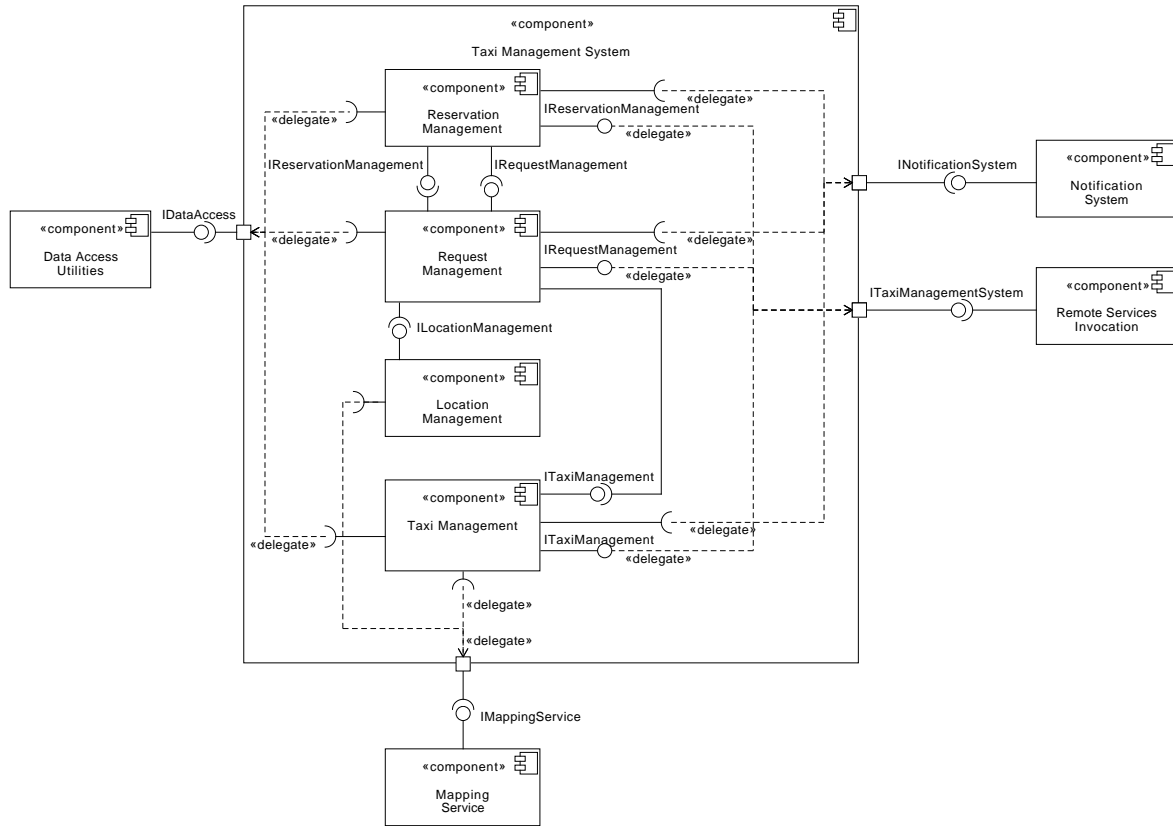 «component»
Taxi Management System
«component»
Reservation
Management
«delegate»
«delegate»
IReservationManagement
«delegate»
IReservationManagement
IRequestManagement
«component»
Notification
System
INotificationSystem
«component»
Data Access
Utilities
IDataAccess
«delegate»
«component»
Request
Management
«delegate»
IRequestManagement
«delegate»
ITaxiManagementSystem
«component»
Remote Services
Invocation
ILocationManagement
«component»
Location
Management
ITaxiManagement
«component»
Taxi Management
«delegate»
«delegate»
ITaxiManagement
«delegate»
«delegate»
«delegate»
IMappingService
«component»
Mapping
Service